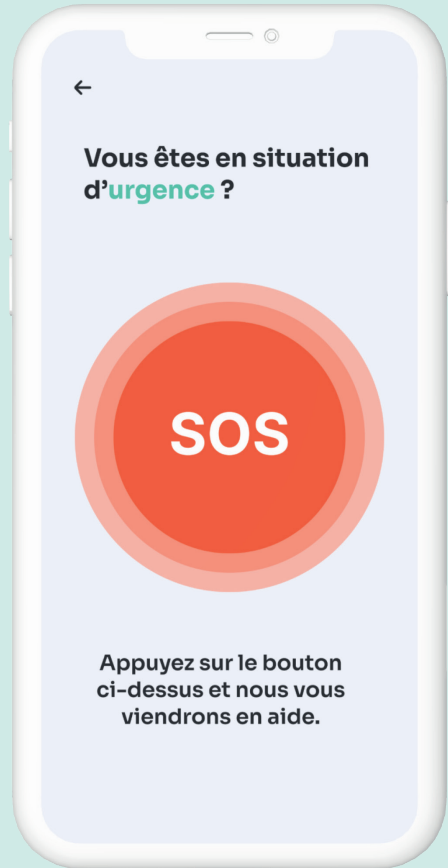 Vous êtes en situation
d’urgence ?
SOS
Appuyez sur le bouton
ci-dessus et nous vous
viendrons en aide.